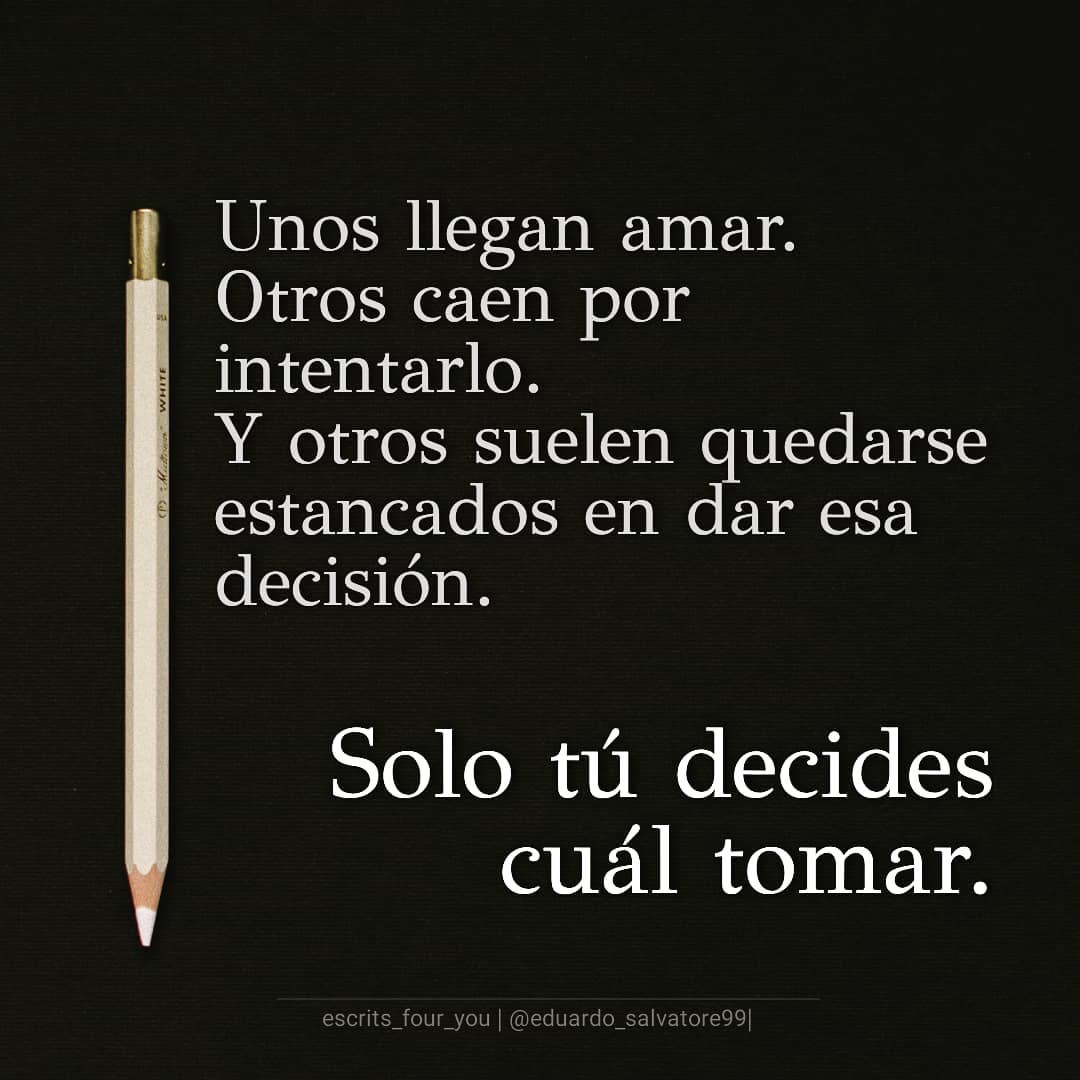 Unos llegan amar.
Otros caen por
intentarlo.
Y otros suelen quedarse
estancados en dar esa
decisión.
Solo tú decides
cuál tomar.
WHITE
escrits_four_you | @eduardo_salvatore99|